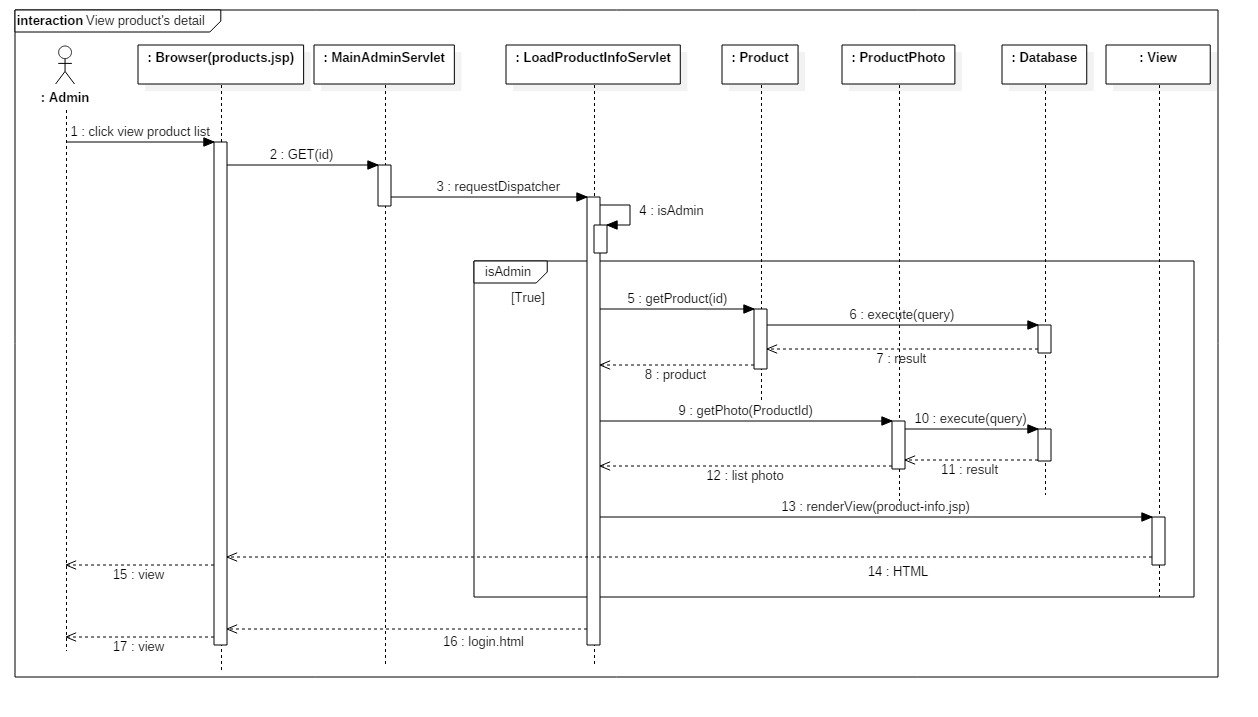 interaction View product's detail
: Admin
: Browser(products.jsp)
: MainAdminServlet
: LoadProductInfoServlet
: Product
: ProductPhoto
: Database
: View
1 : click view product list
2 : GET(id)
3 : requestDispatcher
4 : isAdmin
isAdmin
[True]
5 : getProduct(id)
6 : execute(query)
7 : result
8 : product
9 : getPhoto(ProductId)
10 : execute(query)
11 : result
12 : list photo
13 : renderView(product-info.jsp)
14 : HTML
15 : view
16 : login.html
17 : view